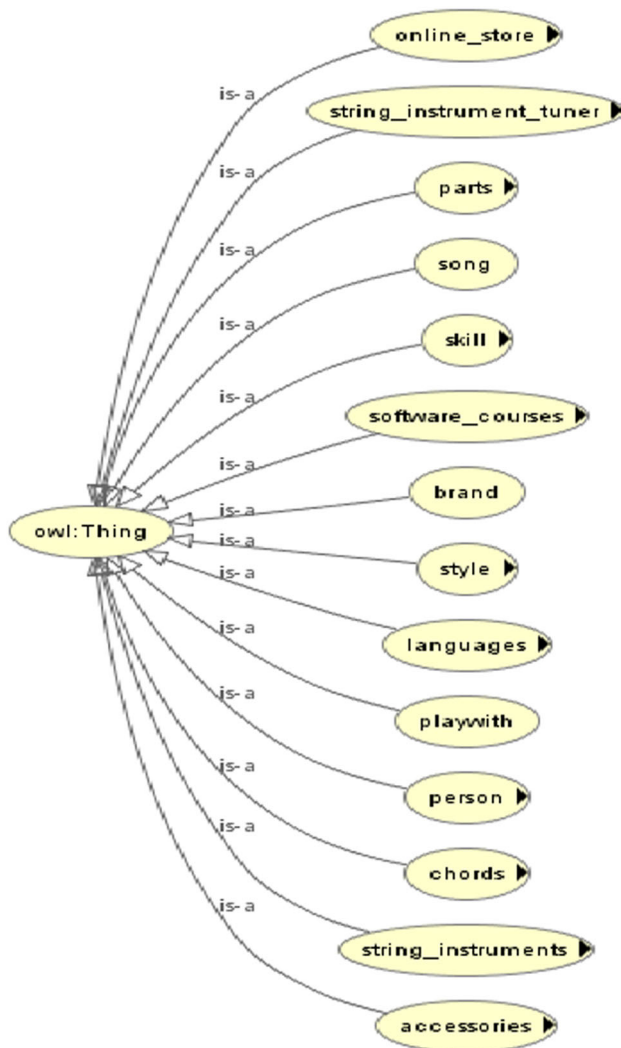 online_store
is-a
string_instrument_tuner
is-a
parts
is-a
song
is-a
skill
is-a
software_courses
is-a
brand
is-a
owl:Thing
is-a
style
is-a
languages
is-a
playwith
is-a
person
is-a
chords
is-a
string_instruments
is-a
accessories